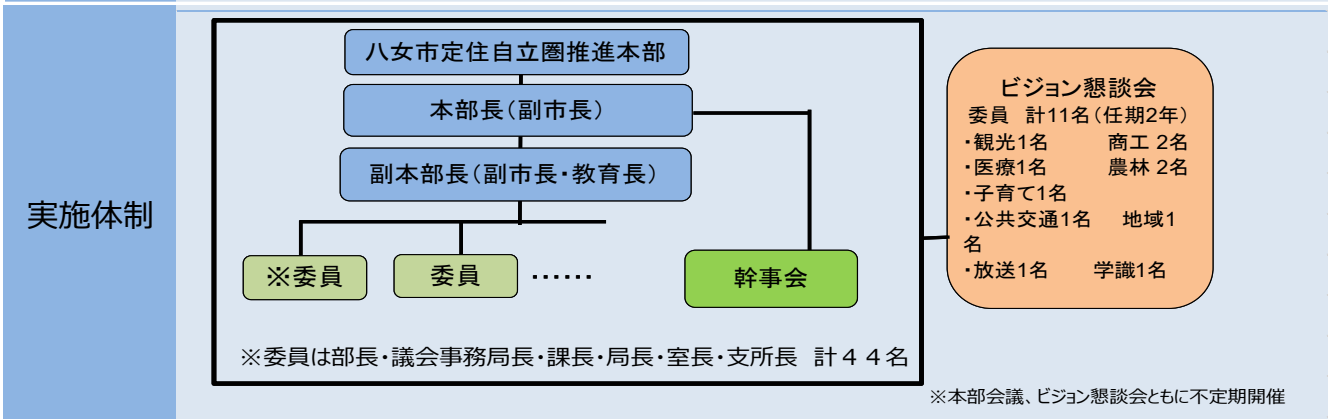 実施体制
八女市定住自立圏推進本部
本部長(副市長)
副本部長(副市長・教育長)
※委員
委員
……
幹事会
※委員は部長・議会事務局長・課長・局長・室長・支所長 計44名
ビジョン懇談会
委員 計11名(任期2年)
・観光1名 商工 2名
・医療1名 農林 2名
・子育て1名
・公共交通1名 地域1
名
・放送1名 学識1名
※本部会議、ビジョン懇談会ともに不定期開催